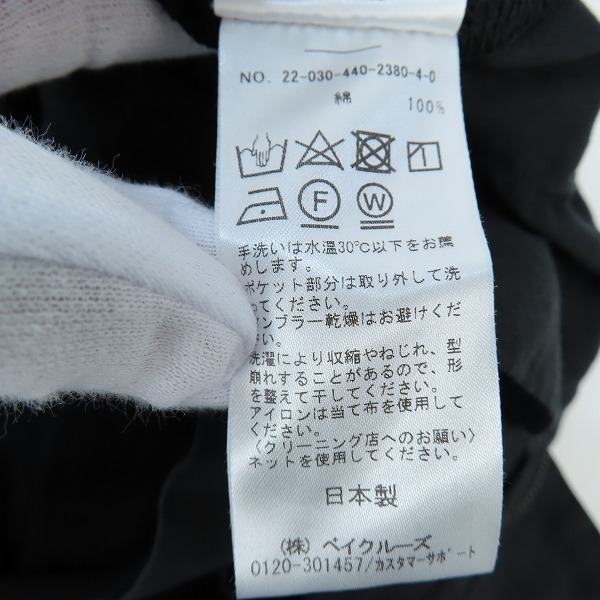 NO. 22-030-440-2380-4-0
綿 100%
F W
手洗いは水温30℃以下をお薦
めします。
ポケット部分は取り外して洗
ってください。
タンブラー乾燥はお避けくだ
さい。
洗濯により収縮やねじれ、型
崩れすることがあるので、形
を整えて干してください。
アイロンは当て布を使用して
ください。
〈クリーニング店へのお願い〉
ネットを使用してください。
日本製
(株) ベイクルーズ
0120-301457/カスタマーサポート